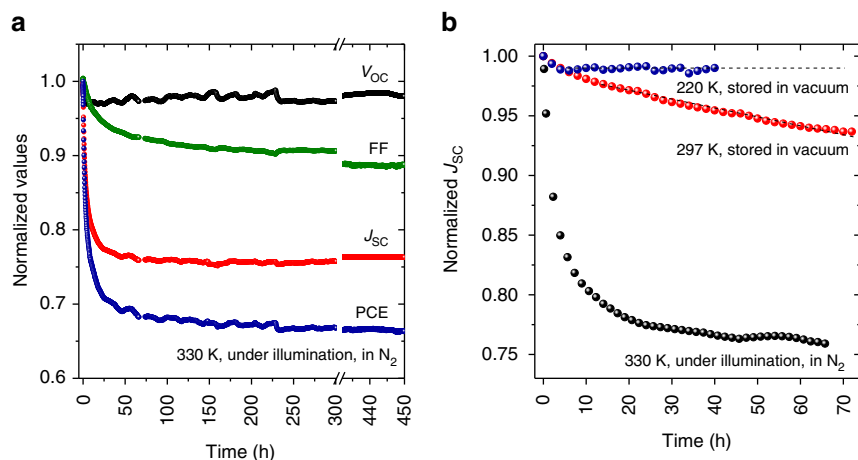 a
Normalized values
1.0
0.9
0.8
0.7
0.6
V_OC
FF
J_SC
PCE
330 K, under illumination, in N₂
0
50
100
150
200
250
300
440
450
Time (h)
b
Normalized J_SC
1.00
0.95
0.90
0.85
0.80
0.75
220 K, stored in vacuum
297 K, stored in vacuum
330 K, under illumination, in N₂
0
10
20
30
40
50
60
70
Time (h)